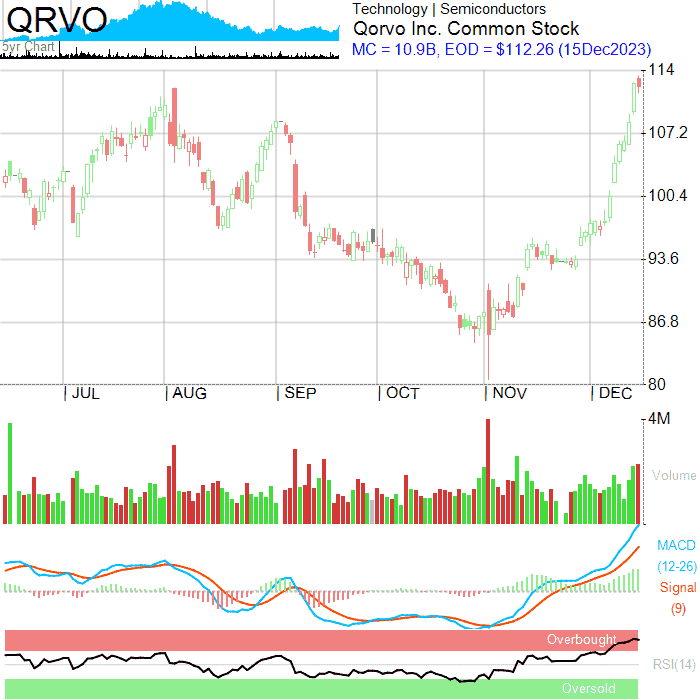 QRVO
5yr Chart
Technology | Semiconductors
Qorvo Inc. Common Stock
MC = 10.9B, EOD = $112.26 (15Dec2023)
114
107.2
100.4
93.6
86.8
80
| JUL | AUG | SEP | OCT | NOV | DEC
4M
Volume
MACD
(12-26)
Signal
(9)
Overbought
RSI(14)
Oversold